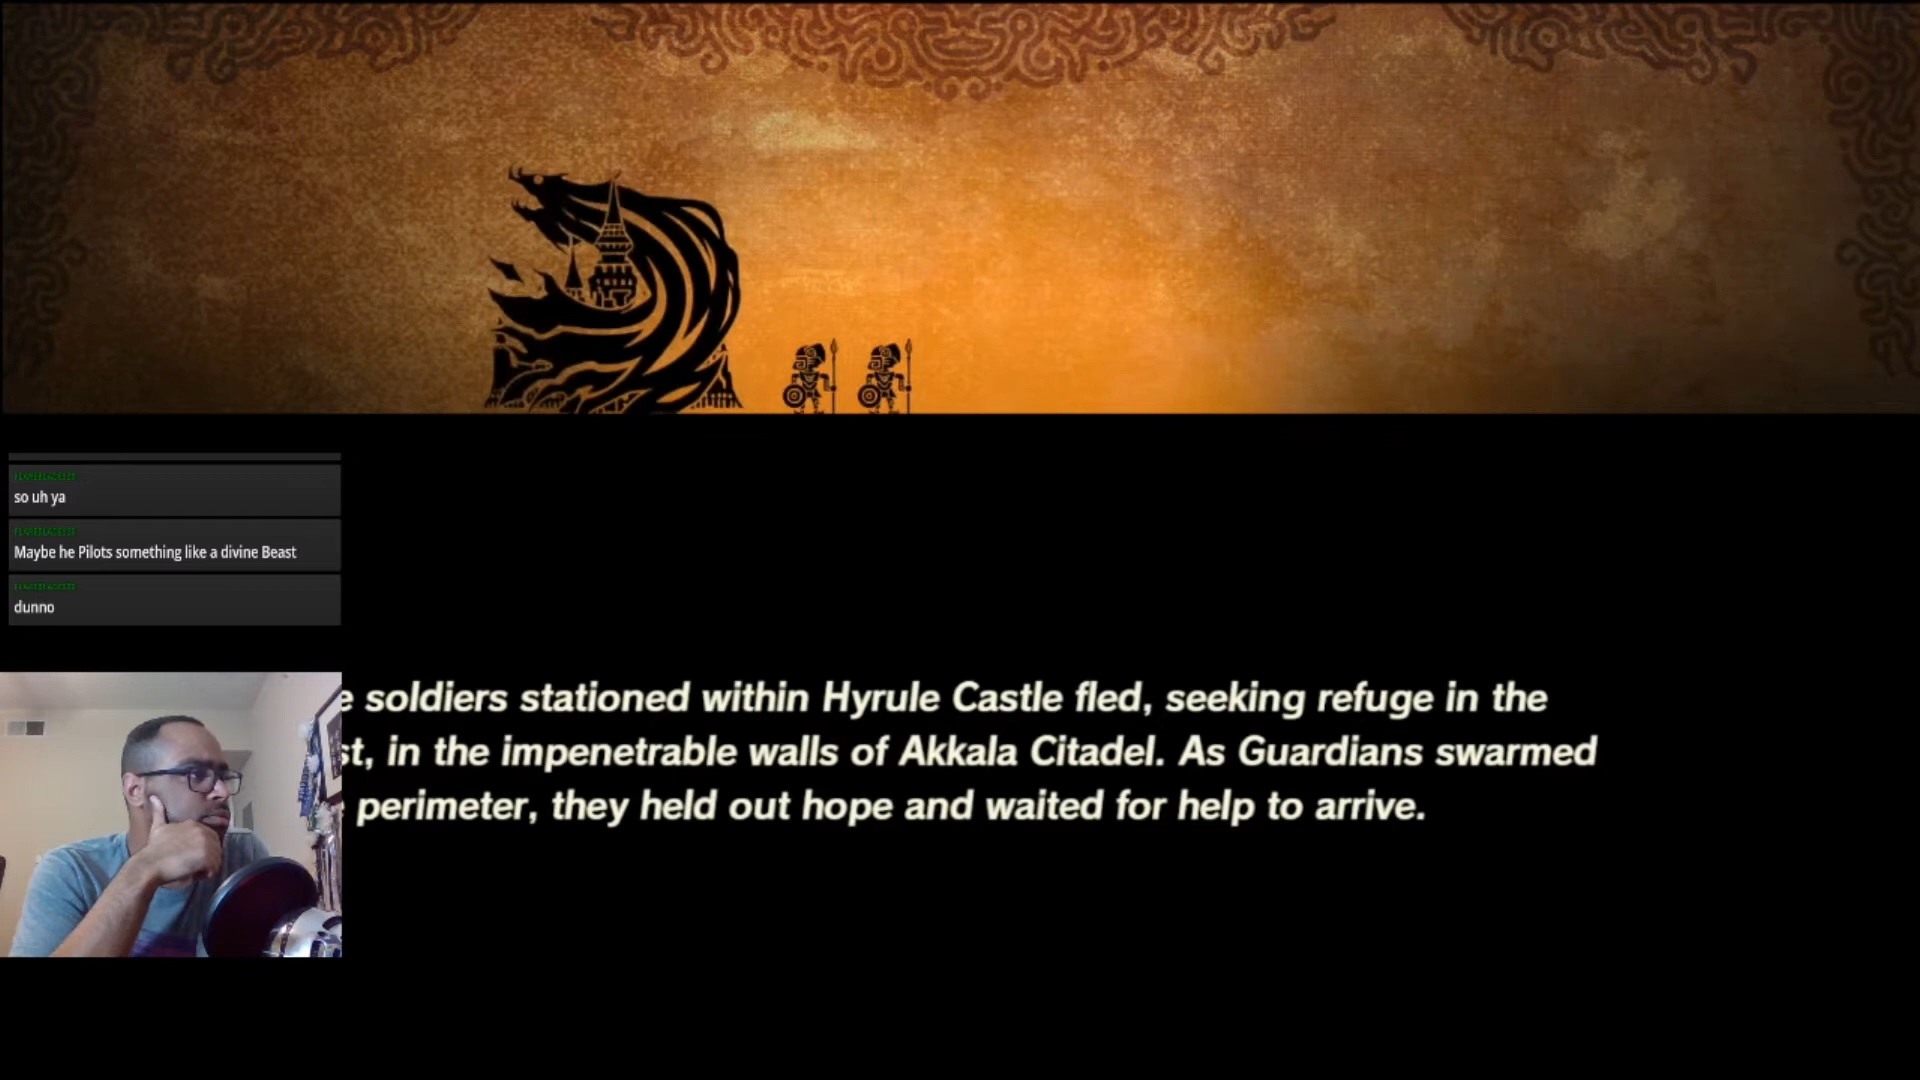 so uh ya
Maybe he Pilots something like a divine Beast
dunno
e soldiers stationed within Hyrule Castle fled, seeking refuge in the
st, in the impenetrable walls of Akkala Citadel. As Guardians swarmed
perimeter, they held out hope and waited for help to arrive.